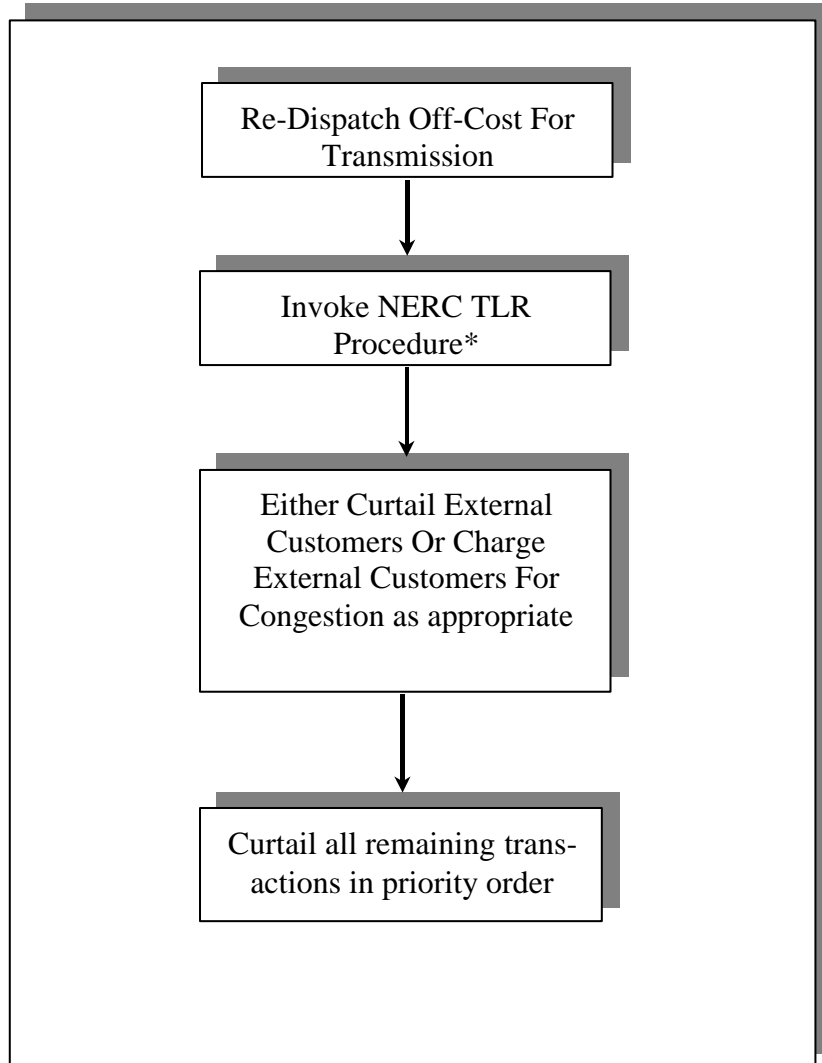 Re-Dispatch Off-Cost For
Transmission
Invoke NERC TLR
Procedure*
Either Curtail External
Customers Or Charge
External Customers For
Congestion as appropriate
Curtail all remaining trans-
actions in priority order